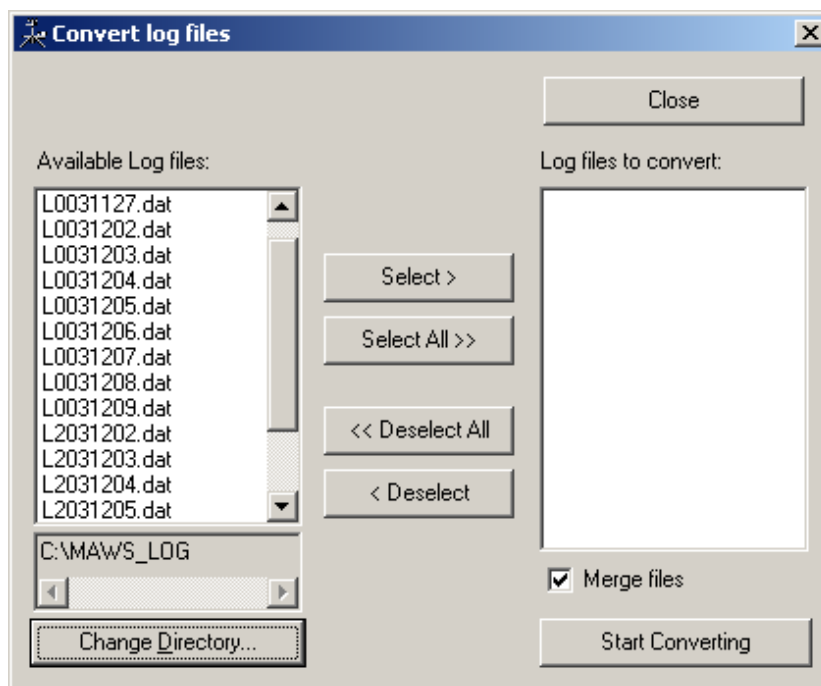 Convert log files
Close
Available Log files:
Log files to convert:
L0031127.dat
L0031202.dat
L0031203.dat
L0031204.dat
L0031205.dat
L0031206.dat
L0031207.dat
L0031208.dat
L0031209.dat
L2031202.dat
L2031203.dat
L2031204.dat
L2031205.dat
Select >
Select All >>
<< Deselect All
< Deselect
C:\MAWS_LOG
Merge files
Change Directory...
Start Converting